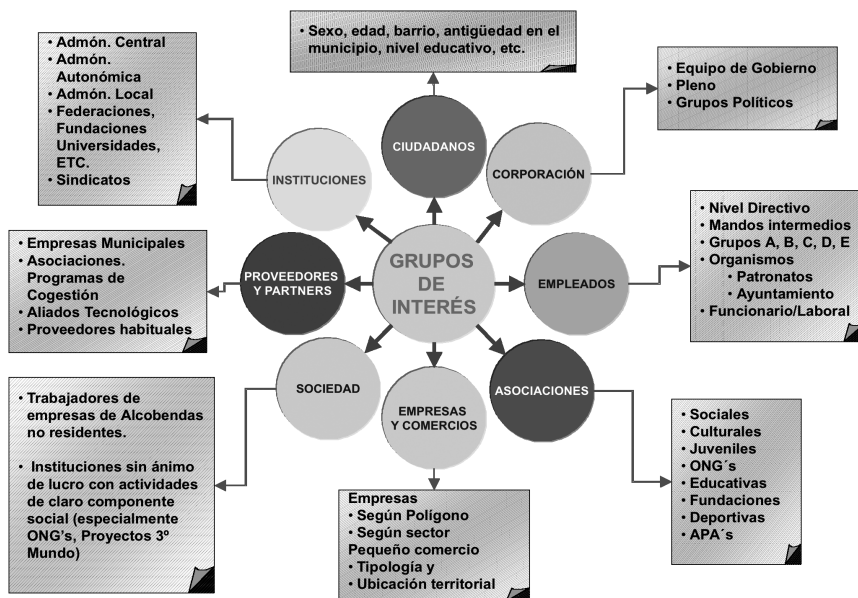 • Sexo, edad, barrio, antigüedad en el
municipio, nivel educativo, etc.
• Admón. Central
• Admón.
Autonómica
• Admón. Local
• Federaciones,
Fundaciones
Universidades,
ETC.
• Sindicatos
• Equipo de Gobierno
• Pleno
• Grupos Políticos
CIUDADANOS
INSTITUCIONES
CORPORACIÓN
• Empresas Municipales
• Asociaciones.
Programas de
Cogestión
• Aliados Tecnológicos
• Proveedores habituales
PROVEEDORES
Y PARTNERS
GRUPOS
DE
INTERÉS
EMPLEADOS
• Nivel Directivo
• Mandos intermedios
• Grupos A, B, C, D, E
• Organismos
• Patronatos
• Ayuntamiento
• Funcionario/Laboral
SOCIEDAD
EMPRESAS
Y COMERCIOS
ASOCIACIONES
• Trabajadores de
empresas de Alcobendas
no residentes.
• Instituciones sin ánimo
de lucro con actividades
de claro componente
social (especialmente
ONG's, Proyectos 3º
Mundo)
Empresas
• Según Polígono
• Según sector
Pequeño comercio
• Tipología y
• Ubicación territorial
• Sociales
• Culturales
• Juveniles
• ONG´s
• Educativas
• Fundaciones
• Deportivas
• APA´s